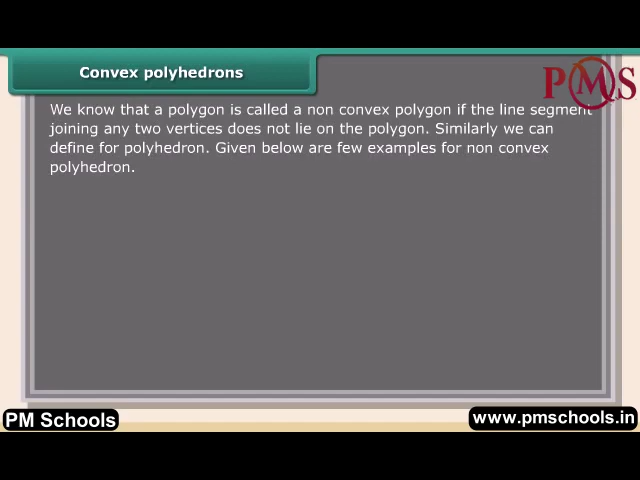 Convex polyhedrons
PMS
We know that a polygon is called a non convex polygon if the line segment
joining any two vertices does not lie on the polygon. Similarly we can
define for polyhedron. Given below are few examples for non convex
polyhedron.
PM Schools
www.pmschools.in